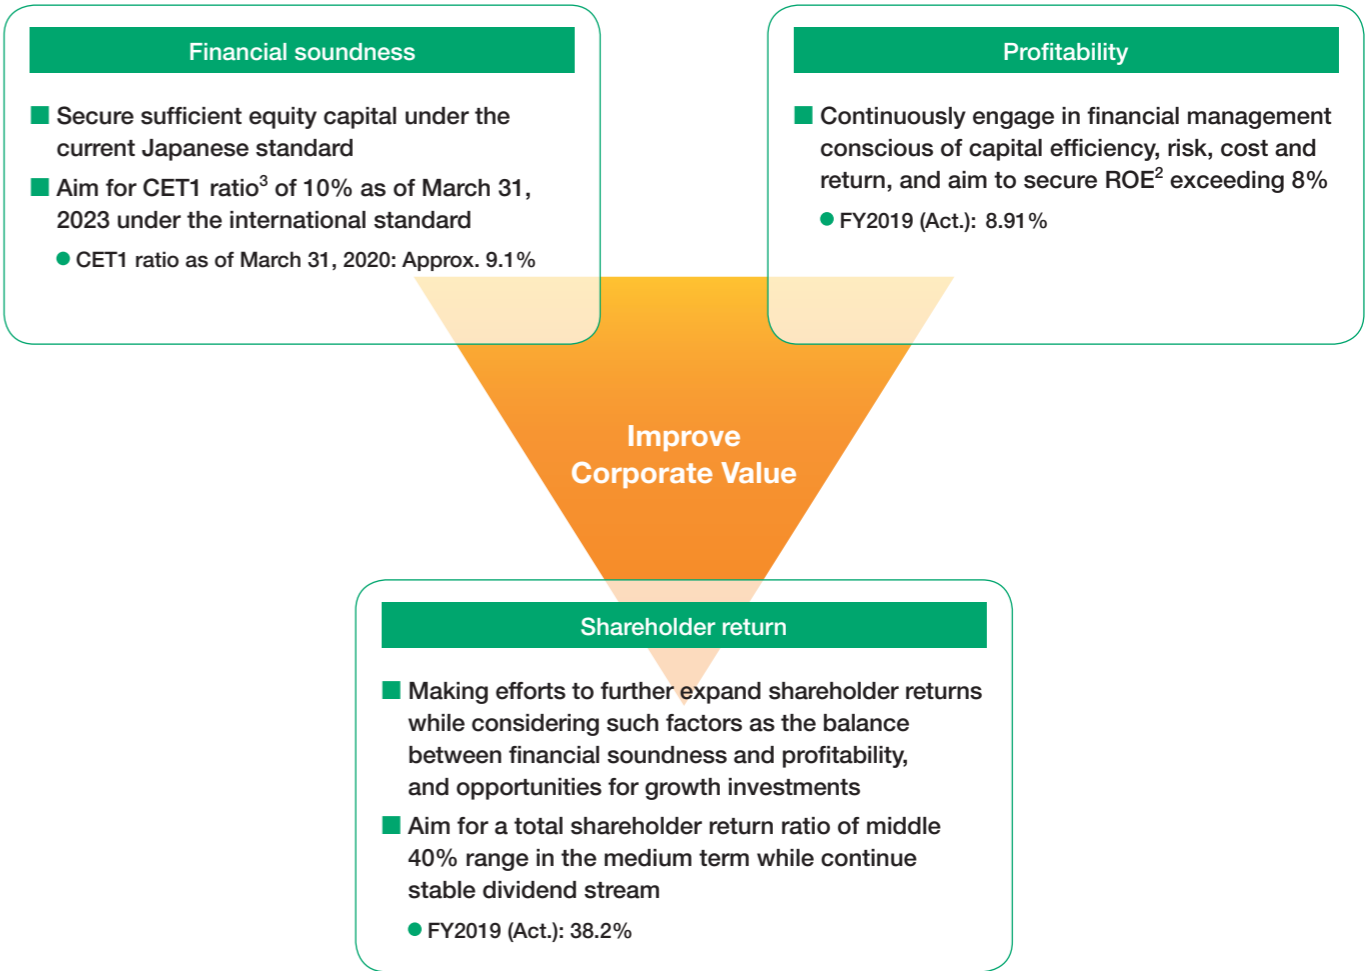 Financial soundness
■ Secure sufficient equity capital under the
current Japanese standard
■ Aim for CET1 ratio³ of 10% as of March 31,
2023 under the international standard
● CET1 ratio as of March 31, 2020: Approx. 9.1%
Profitability
■ Continuously engage in financial management
conscious of capital efficiency, risk, cost and
return, and aim to secure ROE² exceeding 8%
● FY2019 (Act.): 8.91%
Improve
Corporate Value
Shareholder return
■ Making efforts to further expand shareholder returns
while considering such factors as the balance
between financial soundness and profitability,
and opportunities for growth investments
■ Aim for a total shareholder return ratio of middle
40% range in the medium term while continue
stable dividend stream
● FY2019 (Act.): 38.2%